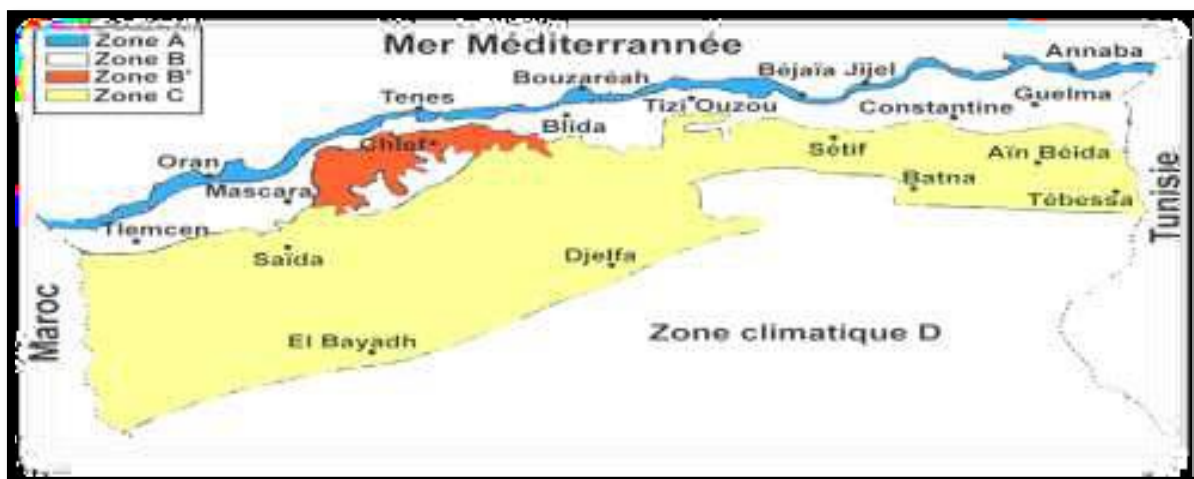 Zone A
Zone B
Zone B'
Zone C
Mer Méditerrannée
Annaba
Bouzaréah
Béjaïa Jijel
Tenes
Tizi Ouzou
Constantine
Guelma
Blida
Chlef
Oran
Sétif
Aïn Béida
Mascara
Batna
Tébessa
Tlemcen
Saïda
Djelfa
Tunisie
Maroc
El Bayadh
Zone climatique D